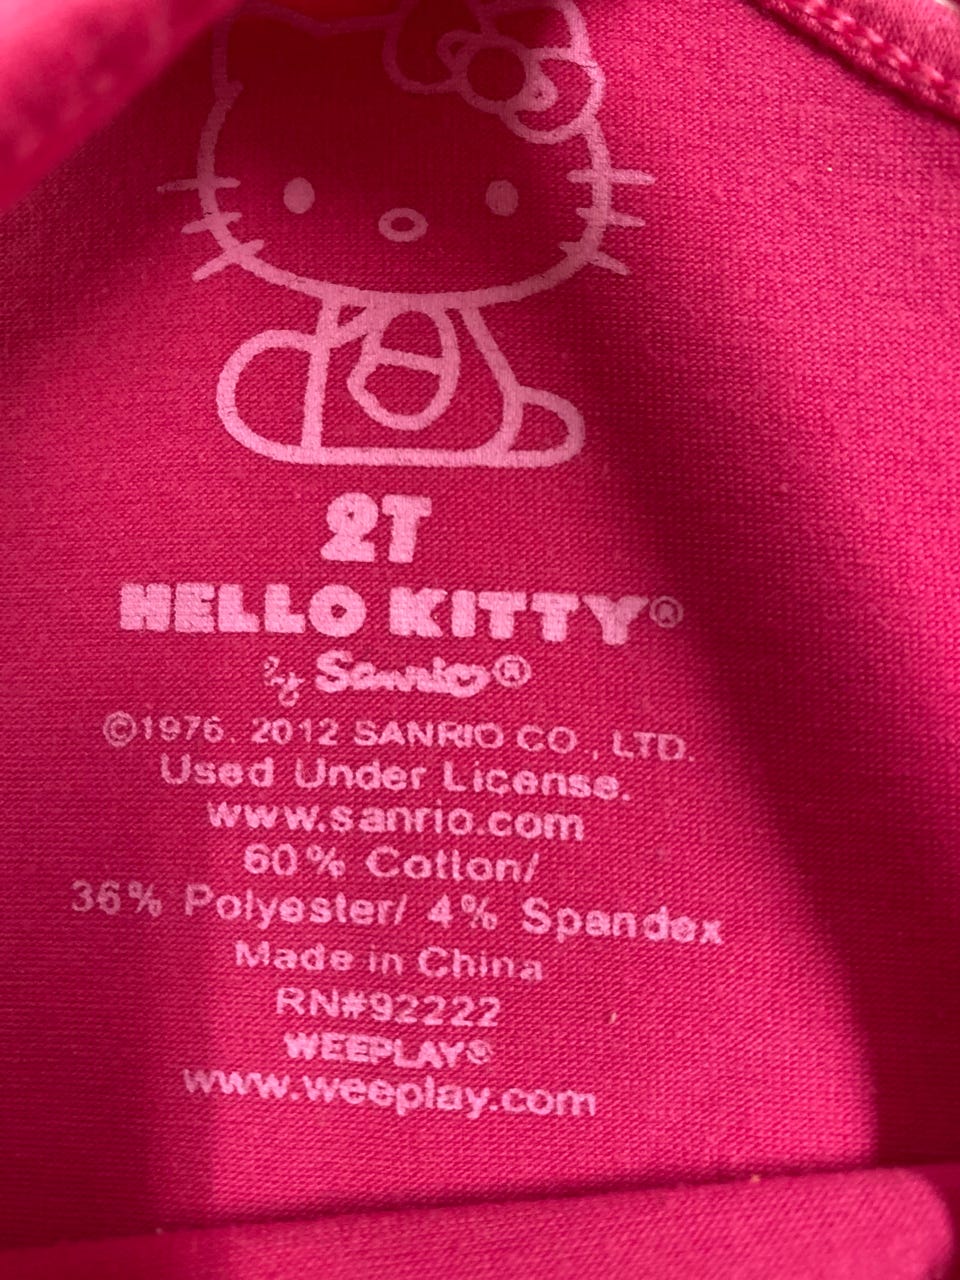 2T
HELLO KITTY®
by Sanrio®
©1976, 2012 SANRIO CO., LTD.
Used Under License.
www.sanrio.com
60% Cotton/
36% Polyester/ 4% Spandex
Made in China
RN#92222
WEEPLAY®
www.weeplay.com